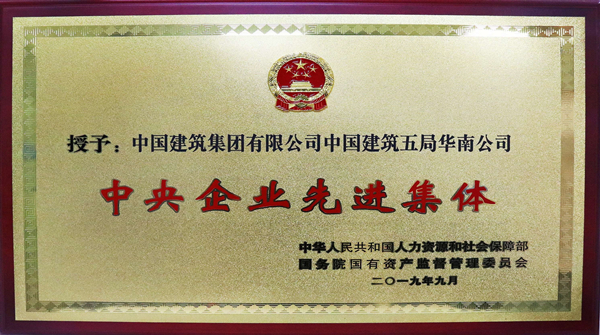 授予：中国建筑集团有限公司中国建筑五局华南公司
中央企业先进集体
中华人民共和国人力资源和社会保障部
国务院国有资产监督管理委员会
二〇一九年九月